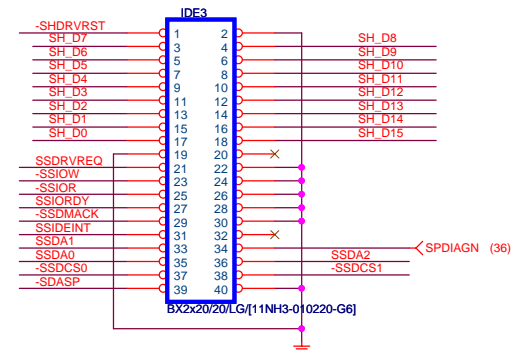 IDE3
-SHDRVRST 1 2
SH_D7 3 4 SH_D8
SH_D6 5 6 SH_D9
SH_D5 7 8 SH_D10
SH_D4 9 10 SH_D11
SH_D3 11 12 SH_D12
SH_D2 13 14 SH_D13
SH_D1 15 16 SH_D14
SH_D0 17 18 SH_D15
19 20
SSDRVREQ 21 22
-SSIOW 23 24
-SSIOR 25 26
SSIORDY 27 28
-SSDMACK 29 30
SSIDEINT 31 32
SSDA1 33 34 SPDIAGN (36)
SSDA0 35 36 SSDA2
-SSDCS0 37 38 -SSDCS1
-SDASP 39 40
BX2x20/20/LG/[11NH3-010220-G6]